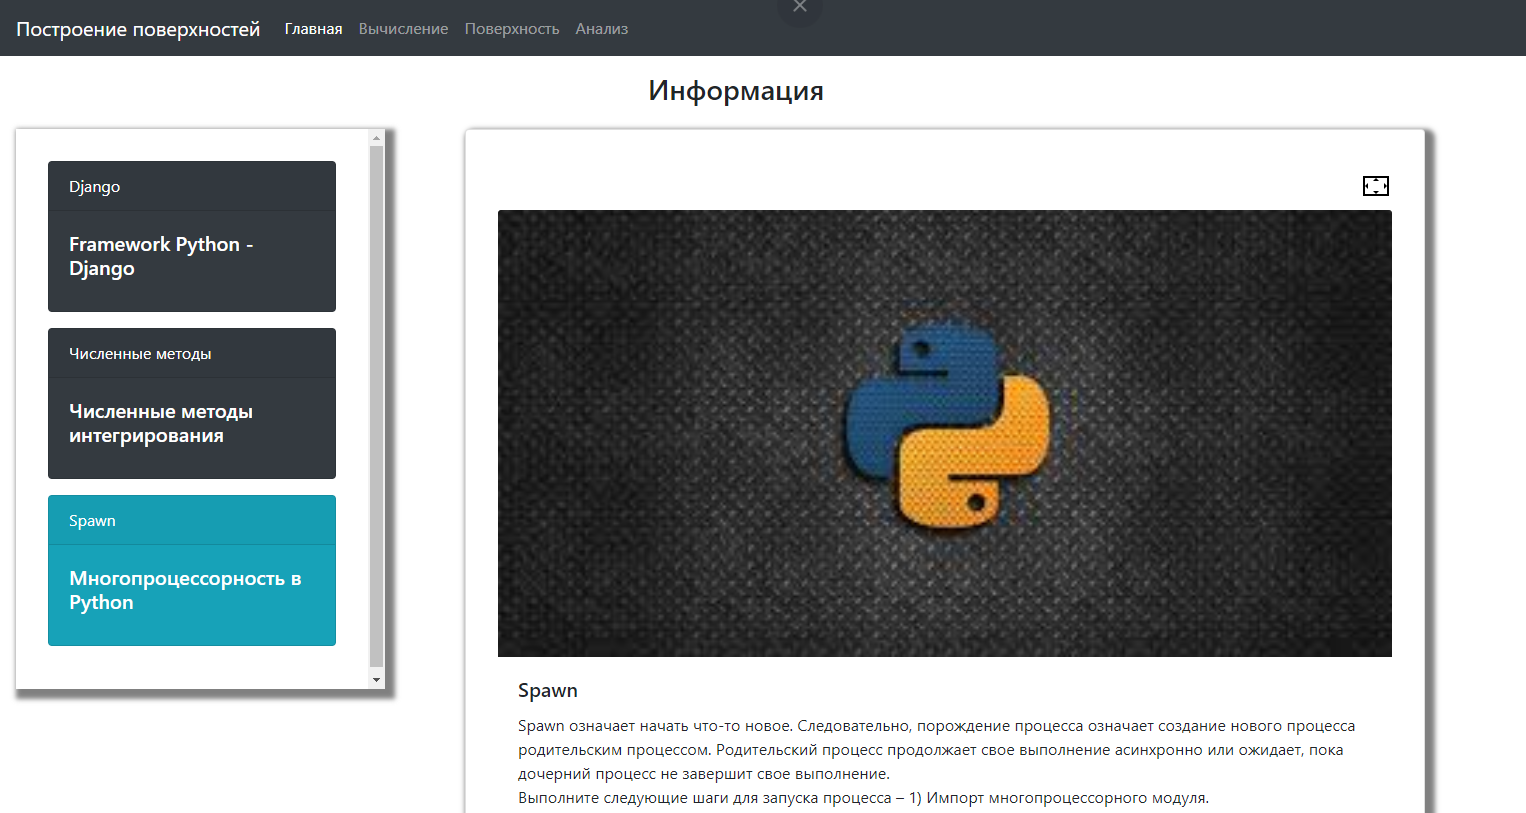 Построение поверхностей Главная Вычисление Поверхность Анализ
Информация
Django
Framework Python -
Django
Численные методы
Численные методы
интегрирования
Spawn
Многопроцессорность в
Python
Spawn
Spawn означает начать что-то новое. Следовательно, порождение процесса означает создание нового процесса
родительским процессом. Родительский процесс продолжает свое выполнение асинхронно или ожидает, пока
дочерний процесс не завершит свое выполнение.
Выполните следующие шаги для запуска процесса – 1) Импорт многопроцессорного модуля.